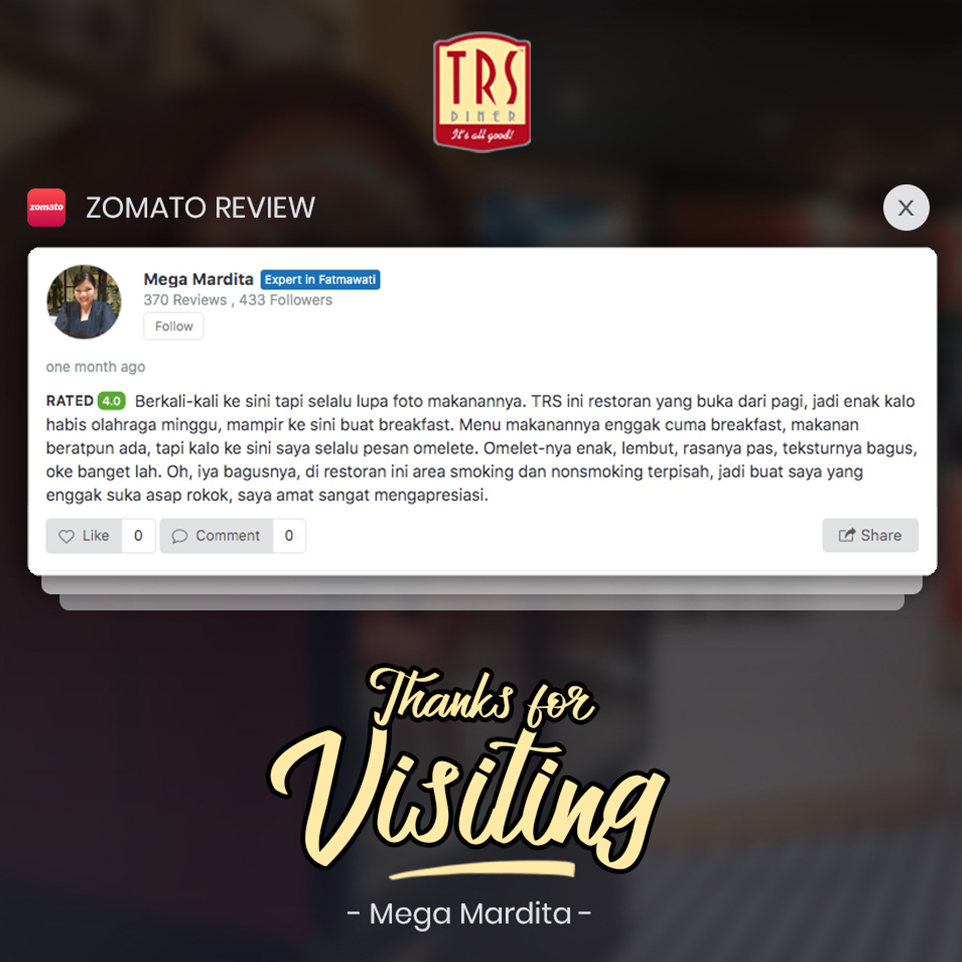 TRS
DINER
It's all good!
zomato
ZOMATO REVIEW
X
Mega Mardita Expert in Fatmawati
370 Reviews , 433 Followers
Follow
one month ago
RATED 4.0 Berkali-kali ke sini tapi selalu lupa foto makanannya. TRS ini restoran yang buka dari pagi, jadi enak kalo
habis olahraga minggu, mampir ke sini buat breakfast. Menu makanannya enggak cuma breakfast, makanan
beratpun ada, tapi kalo ke sini saya selalu pesan omelete. Omelet-nya enak, lembut, rasanya pas, teksturnya bagus,
oke banget lah. Oh, iya bagusnya, di restoran ini area smoking dan nonsmoking terpisah, jadi buat saya yang
enggak suka asap rokok, saya amat sangat mengapresiasi.
Like 0 Comment 0 Share
Thanks for
Visiting
- Mega Mardita -